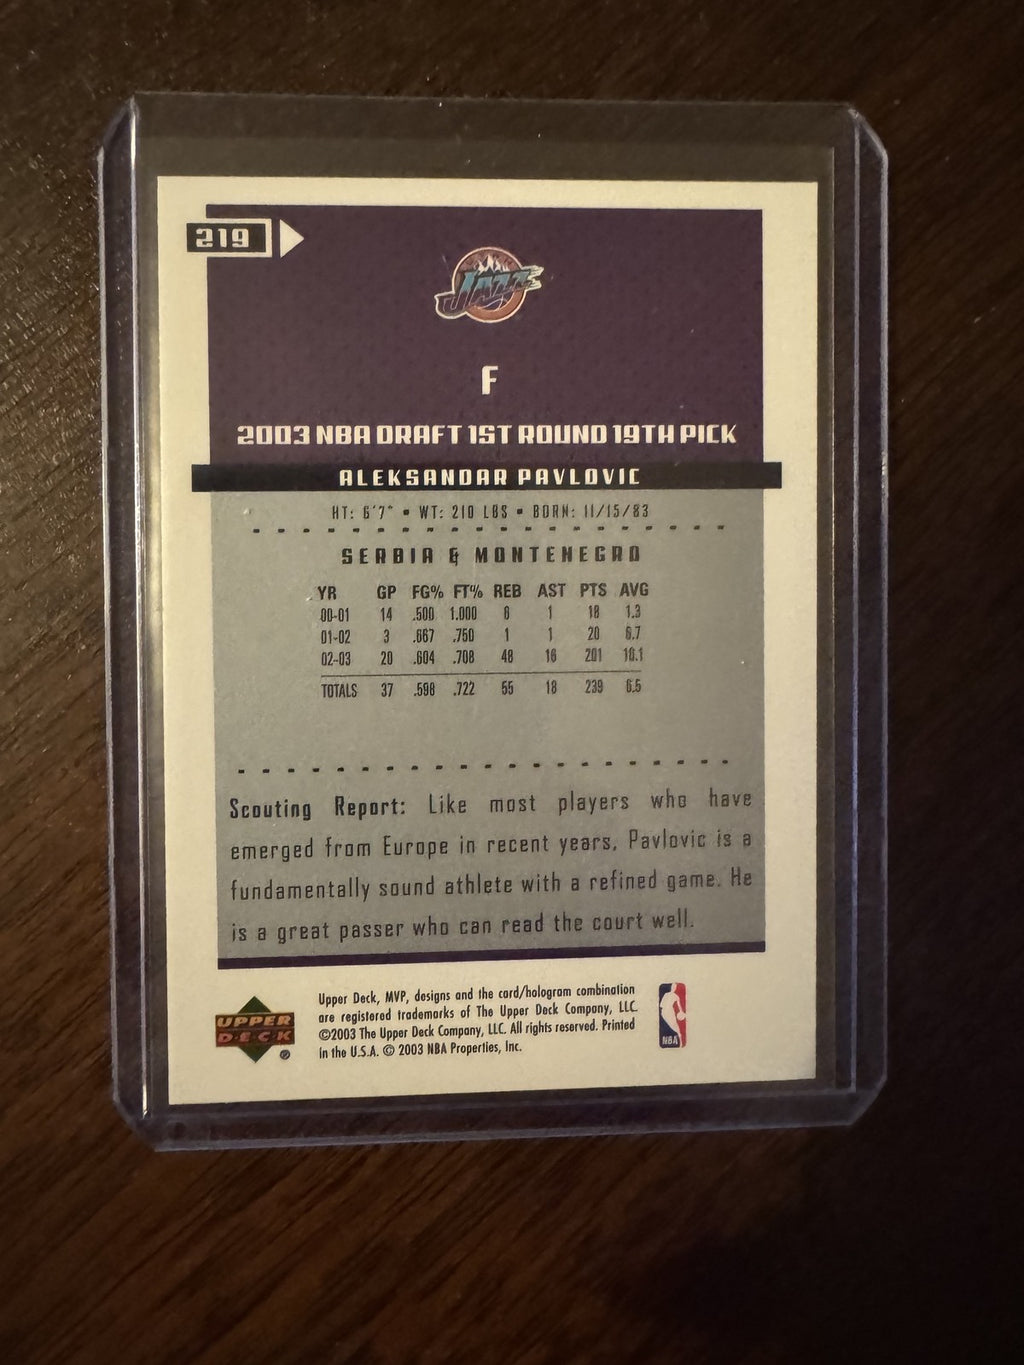 219
JAZZ
F
2003 NBA DRAFT 1ST ROUND 19TH PICK
ALEKSANDAR PAVLOVIC
HT: 6'7" ▪ WT: 210 LBS ▪ BORN: 11/15/83
SERBIA & MONTENEGRO
YR GP FG% FT% REB AST PTS AVG
00-01 14 .500 1.000 6 1 18 1.3
01-02 3 .667 .750 1 1 20 6.7
02-03 20 .604 .708 48 16 201 10.1
TOTALS 37 .598 .722 55 18 239 6.5
Scouting Report: Like most players who have
emerged from Europe in recent years, Pavlovic is a
fundamentally sound athlete with a refined game. He
is a great passer who can read the court well.
UPPER
DECK
®
Upper Deck, MVP, designs and the card/hologram combination
are registered trademarks of The Upper Deck Company, LLC.
©2003 The Upper Deck Company, LLC. All rights reserved. Printed
in the U.S.A. © 2003 NBA Properties, Inc.
NBA